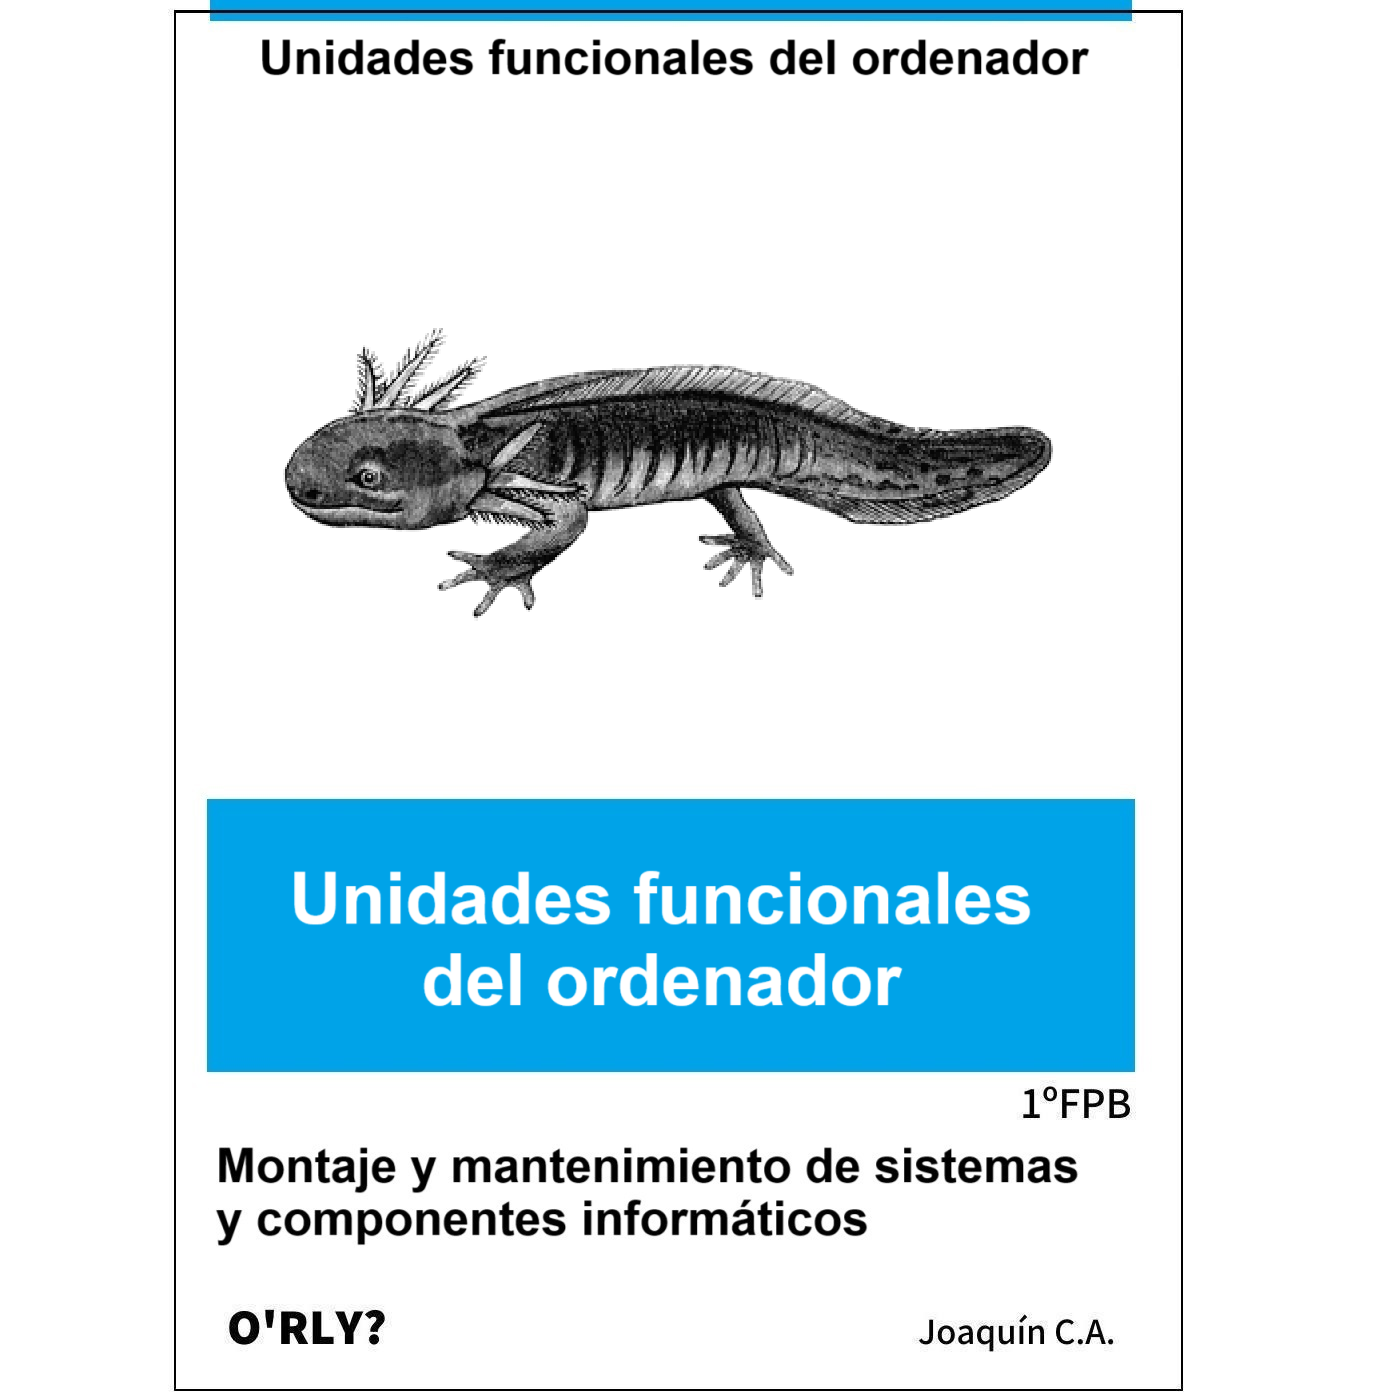 Unidades funcionales del ordenador
Unidades funcionales
del ordenador
1ºFPB
Montaje y mantenimiento de sistemas
y componentes informáticos
O'RLY?
Joaquín C.A.